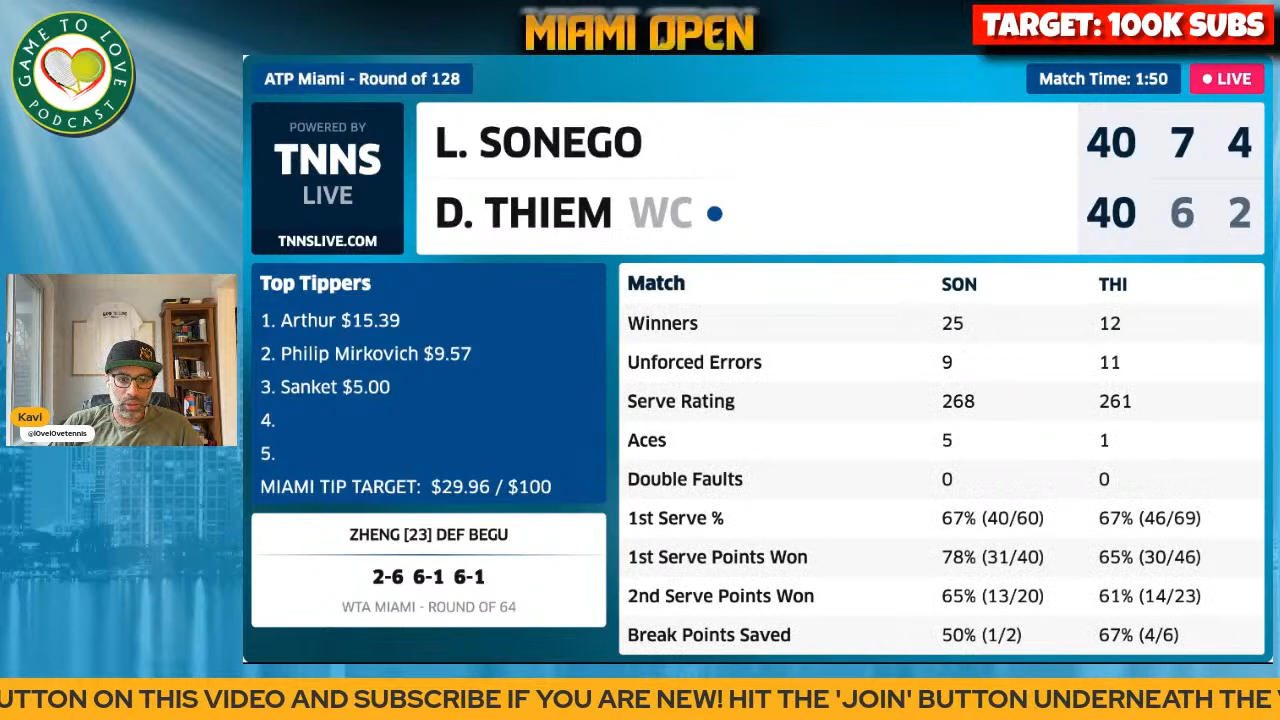 GAME TO LOVE
PODCAST
MIAMI OPEN
TARGET: 100K SUBS
ATP Miami - Round of 128
Match Time: 1:50
LIVE
POWERED BY
TNNS
LIVE
TNNSLIVE.COM
L. SONEGO 40 7 4
D. THIEM WC 40 6 2
Top Tippers
1. Arthur $15.39
2. Philip Mirkovich $9.57
3. Sanket $5.00
4.
5.
MIAMI TIP TARGET: $29.96 / $100
ZHENG [23] DEF BEGU
2-6 6-1 6-1
WTA MIAMI - ROUND OF 64
Match SON THI
Winners 25 12
Unforced Errors 9 11
Serve Rating 268 261
Aces 5 1
Double Faults 0 0
1st Serve % 67% (40/60) 67% (46/69)
1st Serve Points Won 78% (31/40) 65% (30/46)
2nd Serve Points Won 65% (13/20) 61% (14/23)
Break Points Saved 50% (1/2) 67% (4/6)
Kavi
@l0vel0vetennis
UTTON ON THIS VIDEO AND SUBSCRIBE IF YOU ARE NEW! HIT THE 'JOIN' BUTTON UNDERNEATH THE